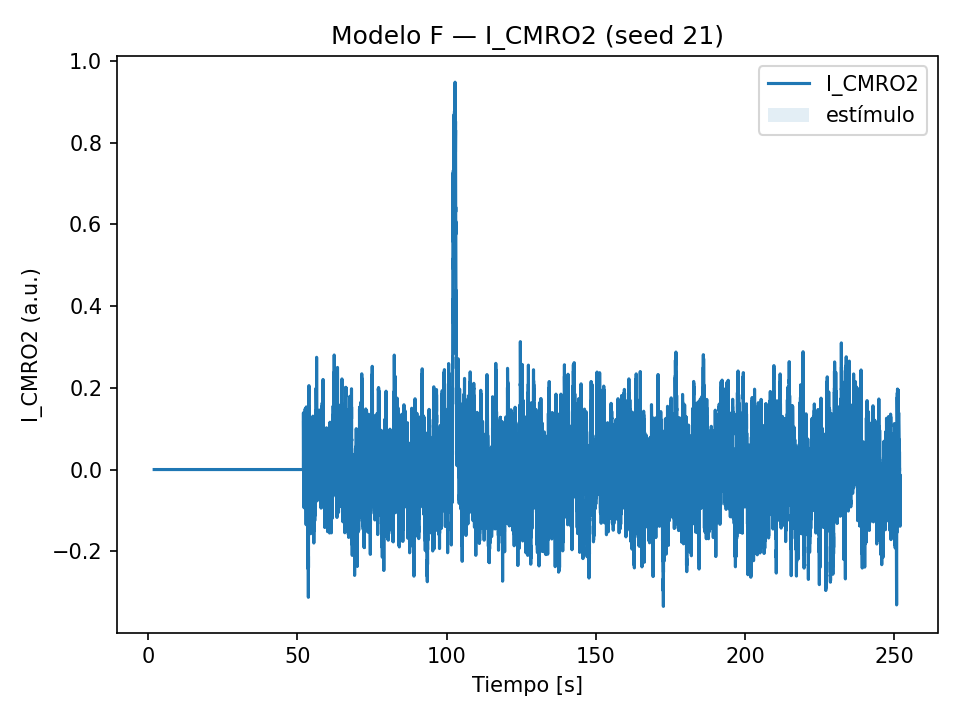 Modelo F — I_CMRO2 (seed 21)
I_CMRO2
estímulo
1.0
0.8
0.6
0.4
0.2
0.0
−0.2
I_CMRO2 (a.u.)
0 50 100 150 200 250
Tiempo [s]